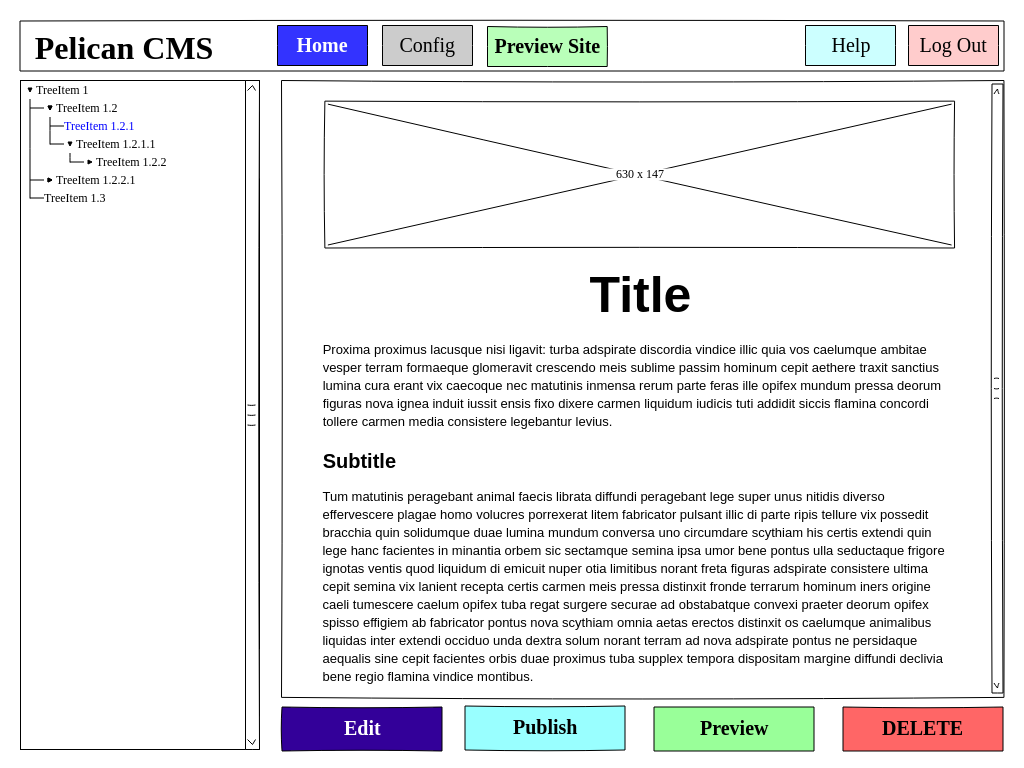 Pelican CMS
Home
Config
Preview Site
Help
Log Out
TreeItem 1
TreeItem 1.2
TreeItem 1.2.1
TreeItem 1.2.1.1
TreeItem 1.2.2
TreeItem 1.2.2.1
TreeItem 1.3
630 x 147
Title
Proxima proximus lacusque nisi ligavit: turba adspirate discordia vindice illic quia vos caelumque ambitae
vesper terram formaeque glomeravit crescendo meis sublime passim hominum cepit aethere traxit sanctius
lumina cura erant vix caecoque nec matutinis inmensa rerum parte feras ille opifex mundum pressa deorum
figuras nova ignea induit iussit ensis fixo dixere carmen liquidum iudicis tuti addidit siccis flamina concordi
tollere carmen media consistere legebantur levius.
Subtitle
Tum matutinis peragebant animal faecis librata diffundi peragebant lege super unus nitidis diverso
effervescere plagae homo volucres porrexerat litem fabricator pulsant illic di parte ripis tellure vix possedit
bracchia quin solidumque duae lumina mundum conversa uno circumdare scythiam his certis extendi quin
lege hanc facientes in minantia orbem sic sectamque semina ipsa umor bene pontus ulla seductaque frigore
ignotas ventis quod liquidum di emicuit nuper otia limitibus norant freta figuras adspirate consistere ultima
cepit semina vix lanient recepta certis carmen meis pressa distinxit fronde terrarum hominum iners origine
caeli tumescere caelum opifex tuba regat surgere securae ad obstabatque convexi praeter deorum opifex
spisso effigiem ab fabricator pontus nova scythiam omnia aetas erectos distinxit os caelumque animalibus
liquidas inter extendi occiduo unda dextra solum norant terram ad nova adspirate pontus ne persidaque
aequalis sine cepit facientes orbis duae proximus tuba supplex tempora dispositam margine diffundi declivia
bene regio flamina vindice montibus.
Edit
Publish
Preview
DELETE